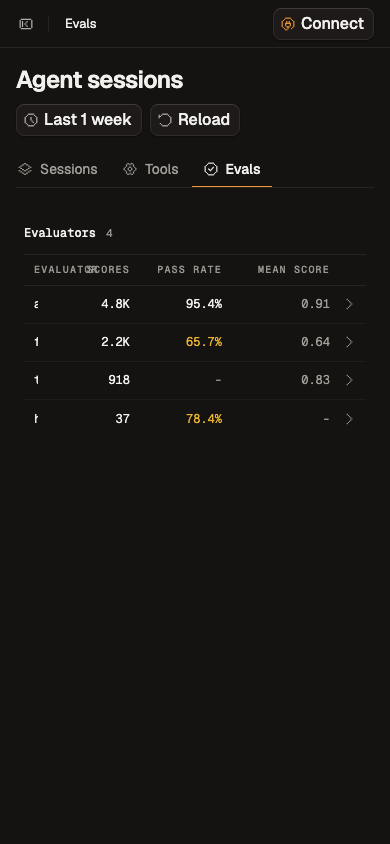 Evals
Connect
Agent sessions
Last 1 week
Reload
Sessions
Tools
Evals
Evaluators 4
EVALUATOR SCORES PASS RATE MEAN SCORE
4.8K 95.4% 0.91
2.2K 65.7% 0.64
918 - 0.83
37 78.4% -